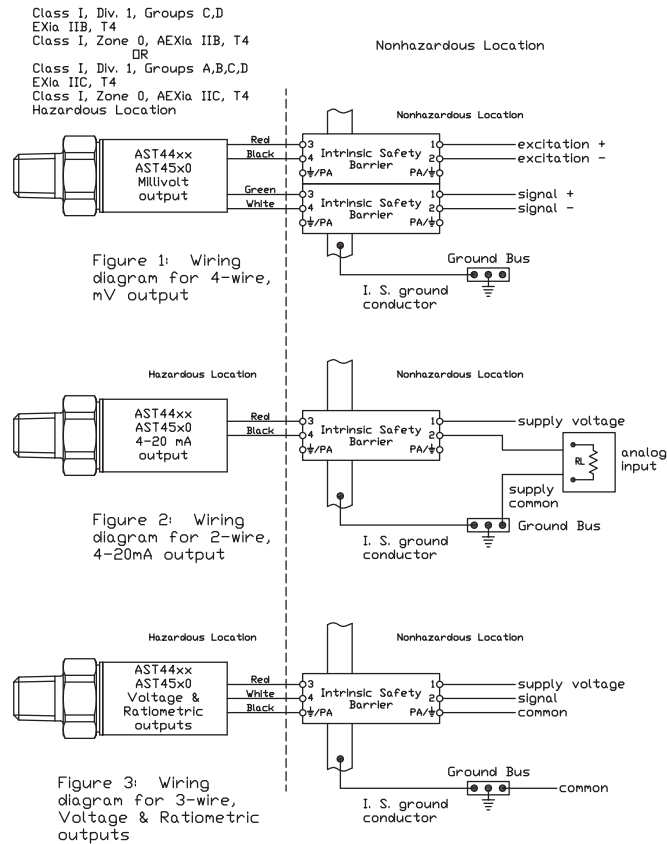 Class I, Div. 1, Groups C,D
EXia IIB, T4
Class I, Zone 0, AEXia IIB, T4
OR
Class I, Div. 1, Groups A,B,C,D
EXia IIC, T4
Class I, Zone 0, AEXia IIC, T4
Hazardous Location
Nonhazardous Location
Nonhazardous Location
AST44xx
AST45x0
Millivolt
output
Red
Black
Green
White
3
4
/PA
Intrinsic Safety
Barrier
1
2
PA/
excitation +
excitation -
3
4
/PA
Intrinsic Safety
Barrier
1
2
PA/
signal +
signal -
Ground Bus
I. S. ground
conductor
Figure 1: Wiring
diagram for 4-wire,
mV output
Hazardous Location
Nonhazardous Location
AST44xx
AST45x0
4-20 mA
output
Red
Black
3
4
/PA
Intrinsic Safety
Barrier
1
2
PA/
supply voltage
RL
analog
input
supply
common
Ground Bus
I. S. ground
conductor
Figure 2: Wiring
diagram for 2-wire,
4-20mA output
Hazardous Location
Nonhazardous Location
AST44xx
AST45x0
Voltage &
Ratiometric
outputs
Red
White
Black
3
4
/PA
Intrinsic Safety
Barrier
1
2
PA/
supply voltage
signal
common
Ground Bus
common
I. S. ground
conductor
Figure 3: Wiring
diagram for 3-wire,
Voltage & Ratiometric
outputs